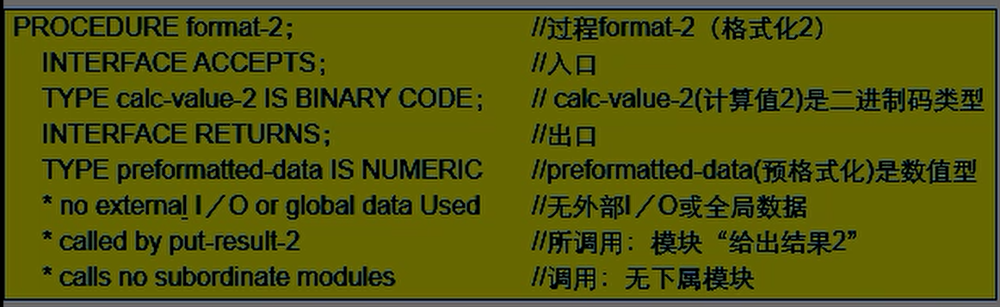 PROCEDURE format-2; //过程format-2（格式化2）
INTERFACE ACCEPTS; //入口
TYPE calc-value-2 IS BINARY CODE; // calc-value-2(计算值2)是二进制码类型
INTERFACE RETURNS; //出口
TYPE preformatted-data IS NUMERIC //preformatted-data(预格式化)是数值型
* no external I／O or global data Used //无外部I／O或全局数据
* called by put-result-2 //所调用：模块“给出结果2”
* calls no subordinate modules //调用：无下属模块